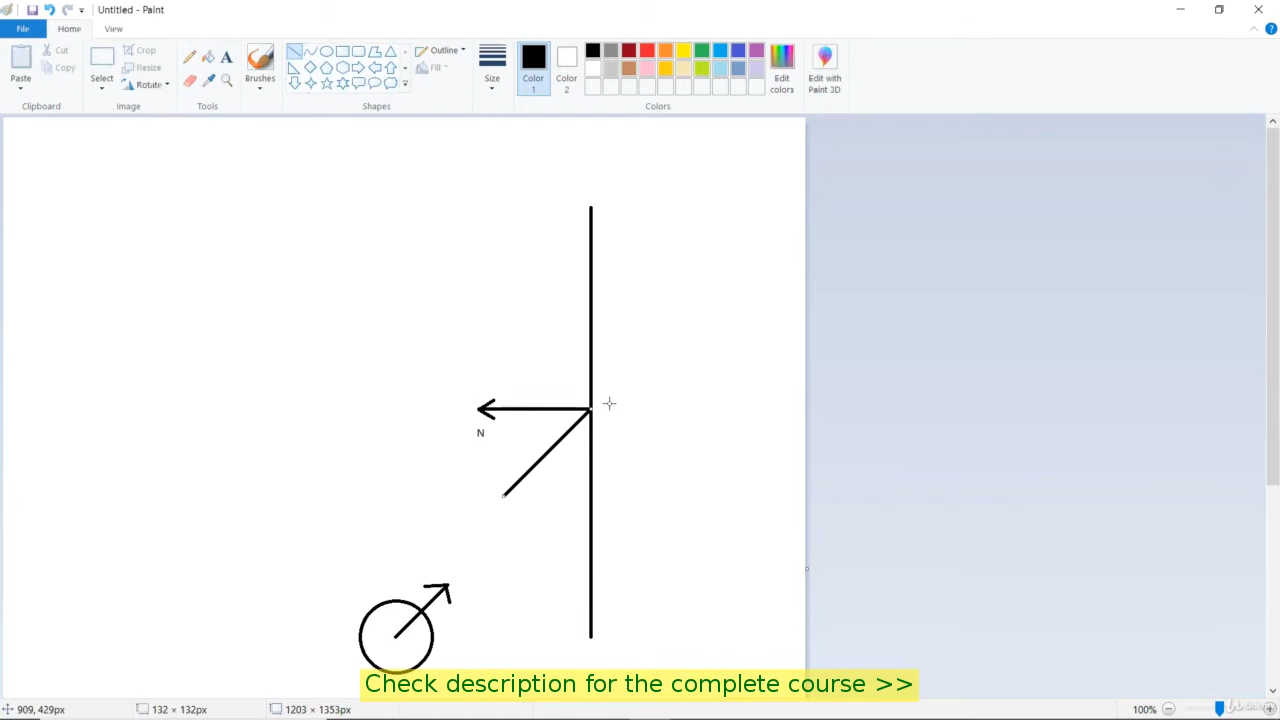 Untitled - Paint
File
Home
View
Paste
Cut
Copy
Clipboard
Select
Crop
Resize
Rotate
Image
Tools
Brushes
Outline
Fill
Shapes
Size
Color 1
Color 2
Colors
Edit colors
Edit with Paint 3D
N
Check description for the complete course >>
909, 429px
132 × 132px
1203 × 1353px
100%